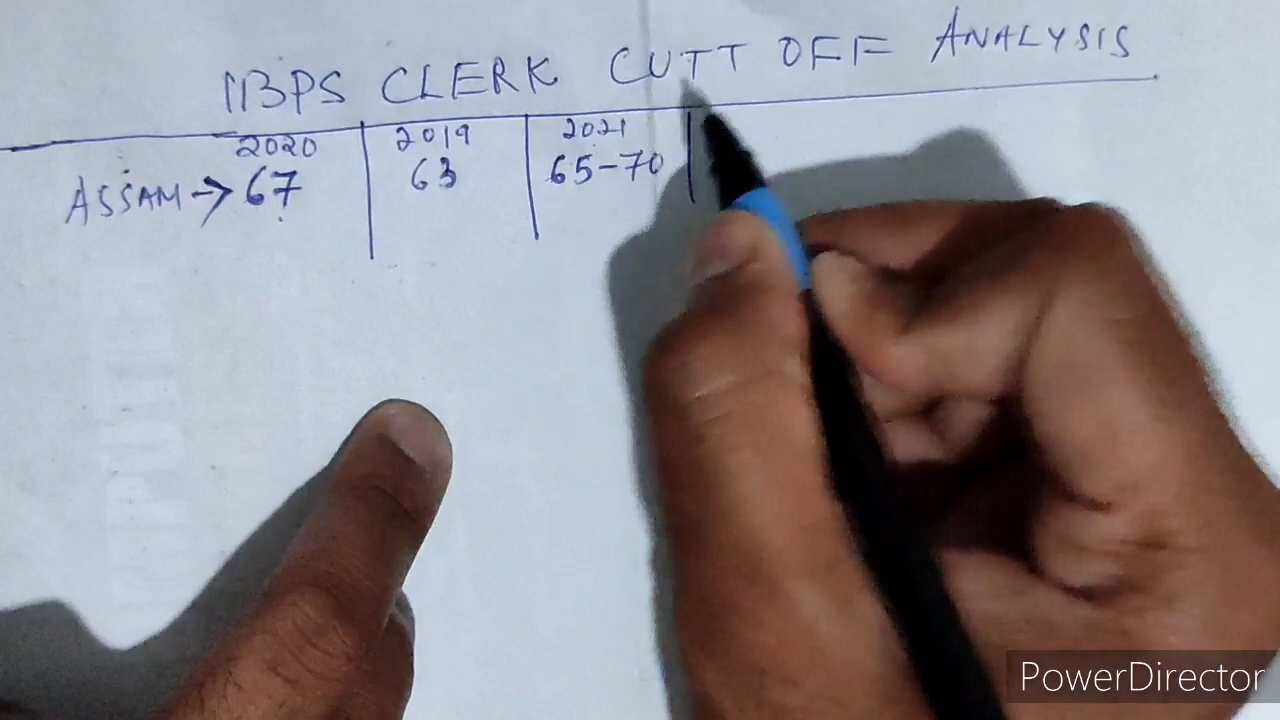 IBPS CLERK CUTT OFF ANALYSIS
2020 2019 2021
ASSAM → 67 63 65-70
PowerDirector